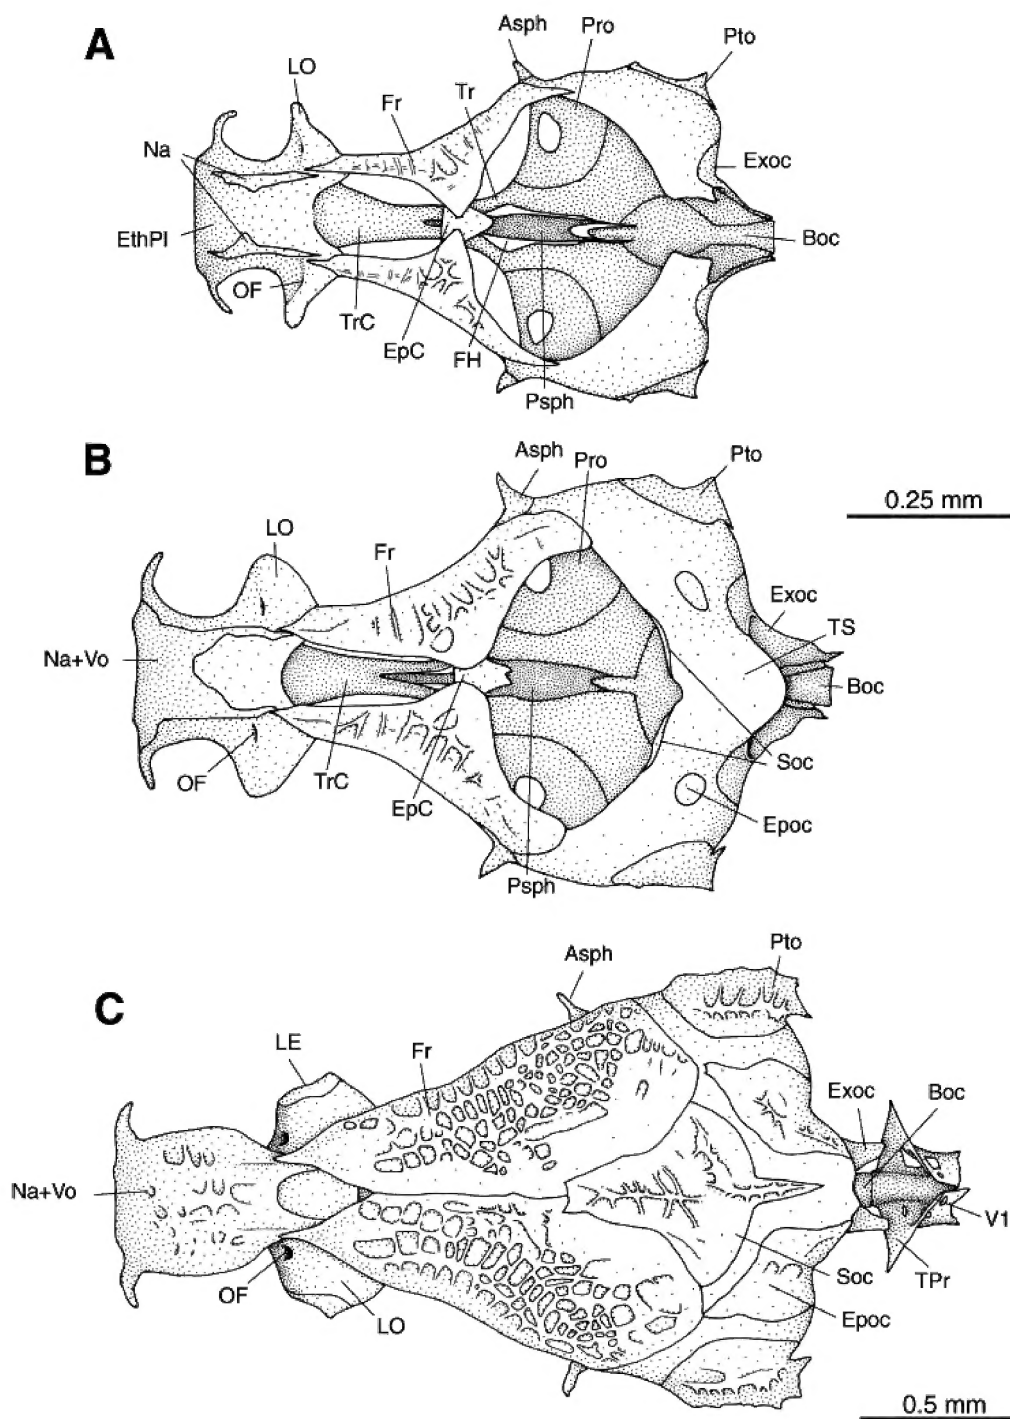 A
Asph
Pro
Pto
LO
Fr
Tr
Na
Exoc
EthPl
Boc
OF
TrC
EpC
FH
Psph
B
Asph
Pro
Pto
0.25 mm
LO
Fr
Exoc
TS
Na+Vo
Boc
OF
TrC
Soc
EpC
Epoc
Psph
C
Asph
Pto
LE
Fr
Exoc
Boc
Na+Vo
V1
OF
Soc
TPr
LO
Epoc
0.5 mm